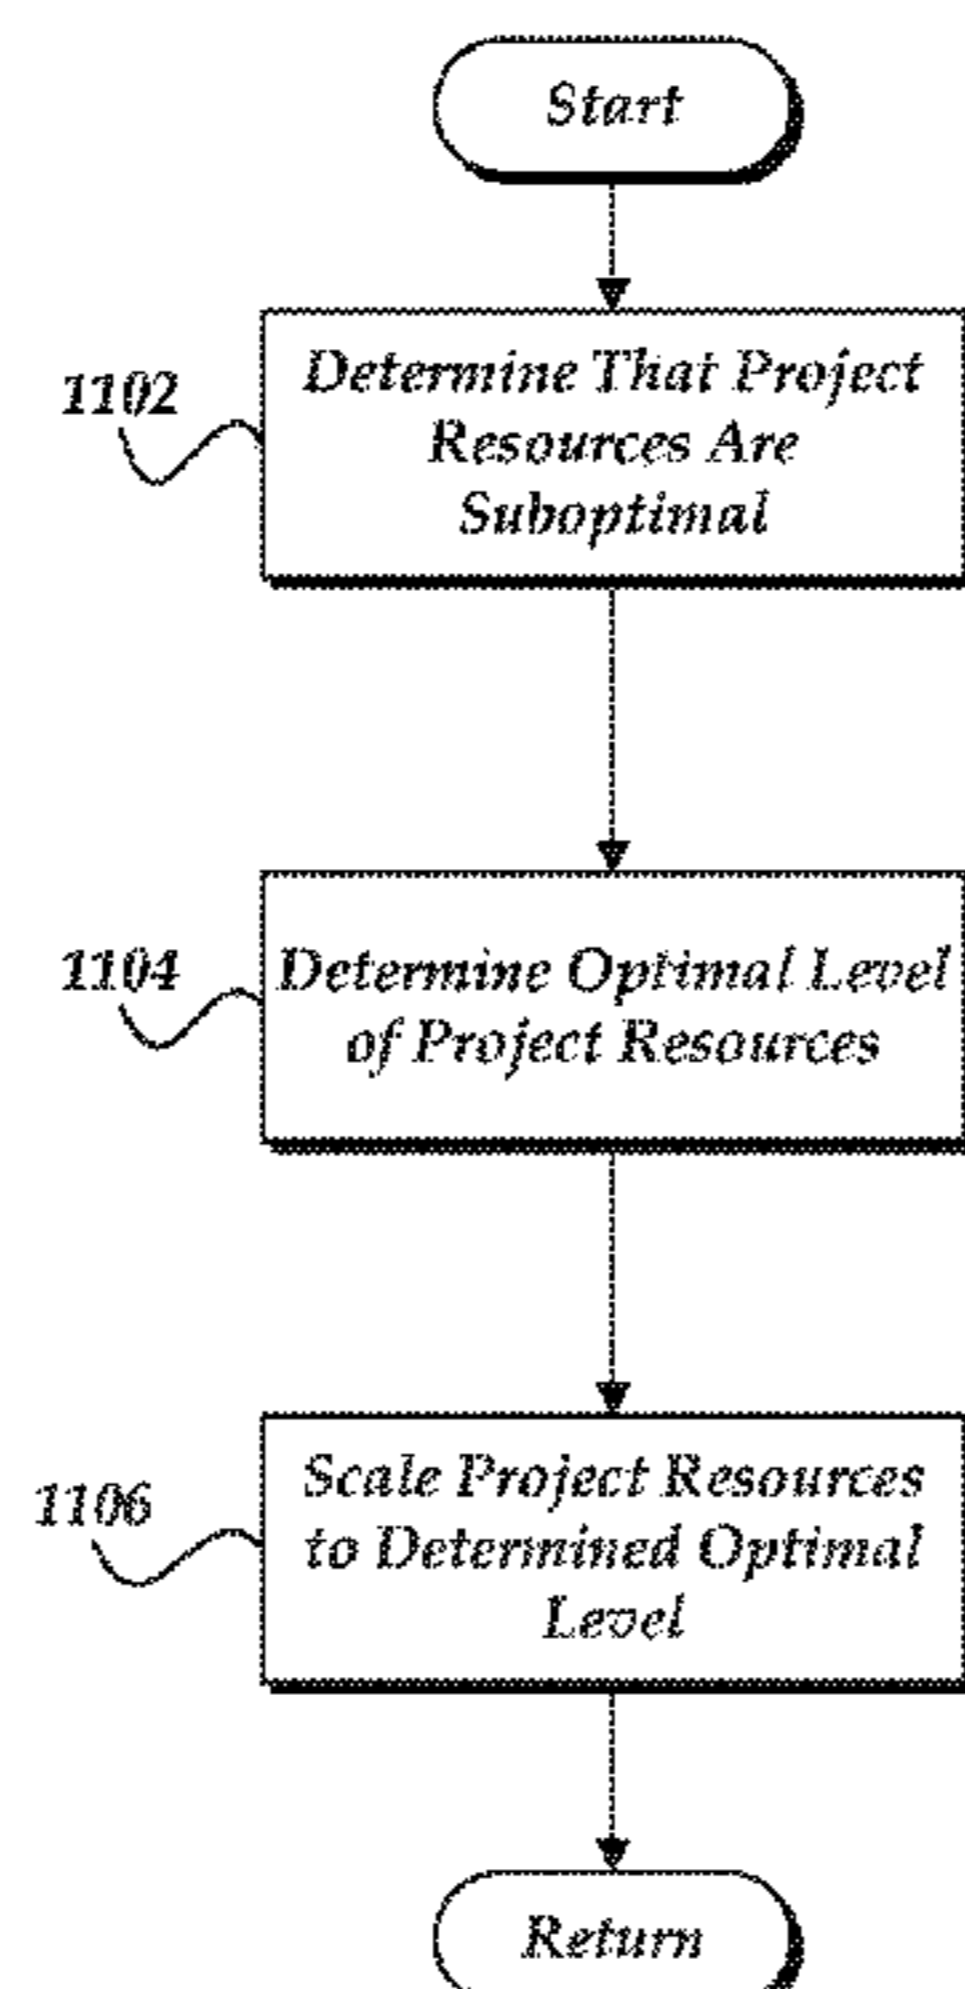 Start
1102
Determine That Project
Resources Are
Suboptimal
1104
Determine Optimal Level
of Project Resources
1106
Scale Project Resources
to Determined Optimal
Level
Return